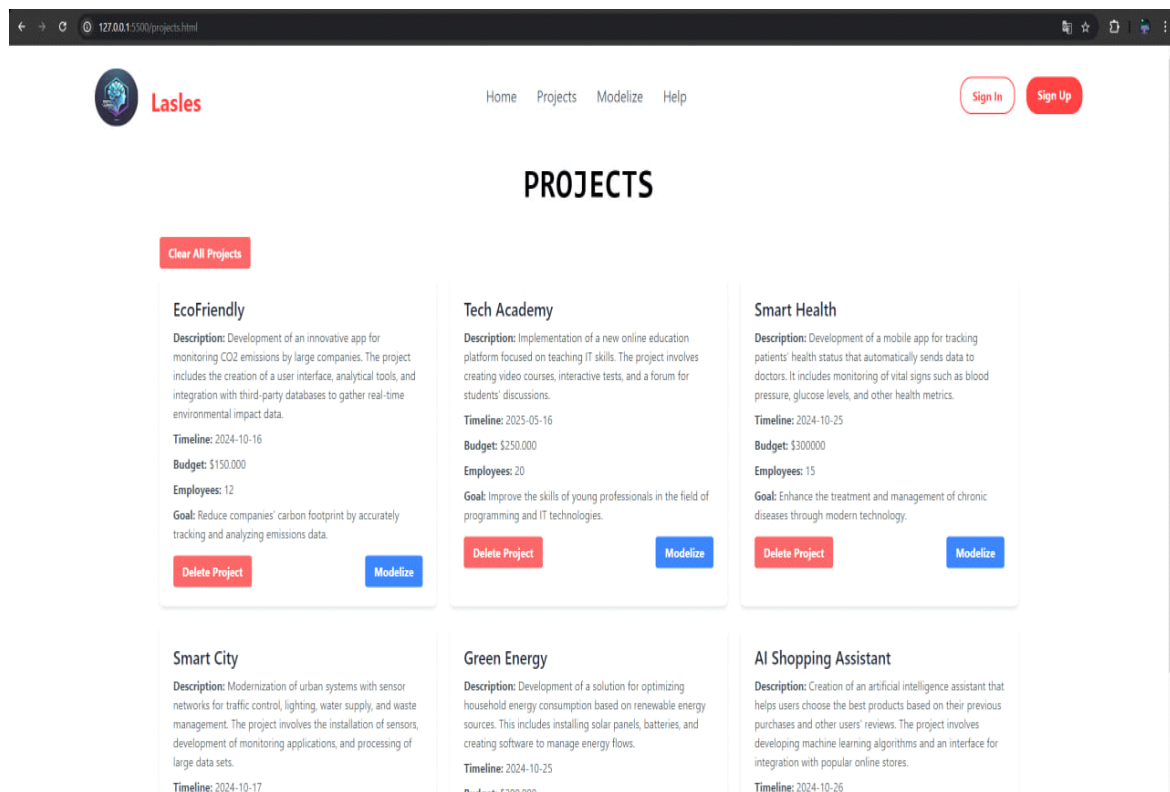 127.0.0.1:5500/projects.html
Lasles
Home Projects Modelize Help
Sign In Sign Up
PROJECTS
Clear All Projects
EcoFriendly
Description: Development of an innovative app for
monitoring CO2 emissions by large companies. The project
includes the creation of a user interface, analytical tools, and
integration with third-party databases to gather real-time
environmental impact data.
Timeline: 2024-10-16
Budget: $150.000
Employees: 12
Goal: Reduce companies' carbon footprint by accurately
tracking and analyzing emissions data.
Delete Project Modelize
Tech Academy
Description: Implementation of a new online education
platform focused on teaching IT skills. The project involves
creating video courses, interactive tests, and a forum for
students' discussions.
Timeline: 2025-05-16
Budget: $250.000
Employees: 20
Goal: Improve the skills of young professionals in the field of
programming and IT technologies.
Delete Project Modelize
Smart Health
Description: Development of a mobile app for tracking
patients' health status that automatically sends data to
doctors. It includes monitoring of vital signs such as blood
pressure, glucose levels, and other health metrics.
Timeline: 2024-10-25
Budget: $300000
Employees: 15
Goal: Enhance the treatment and management of chronic
diseases through modern technology.
Delete Project Modelize
Smart City
Description: Modernization of urban systems with sensor
networks for traffic control, lighting, water supply, and waste
management. The project involves the installation of sensors,
development of monitoring applications, and processing of
large data sets.
Timeline: 2024-10-17
Green Energy
Description: Development of a solution for optimizing
household energy consumption based on renewable energy
sources. This includes installing solar panels, batteries, and
creating software to manage energy flows.
Timeline: 2024-10-25
AI Shopping Assistant
Description: Creation of an artificial intelligence assistant that
helps users choose the best products based on their previous
purchases and other users' reviews. The project involves
developing machine learning algorithms and an interface for
integration with popular online stores.
Timeline: 2024-10-26